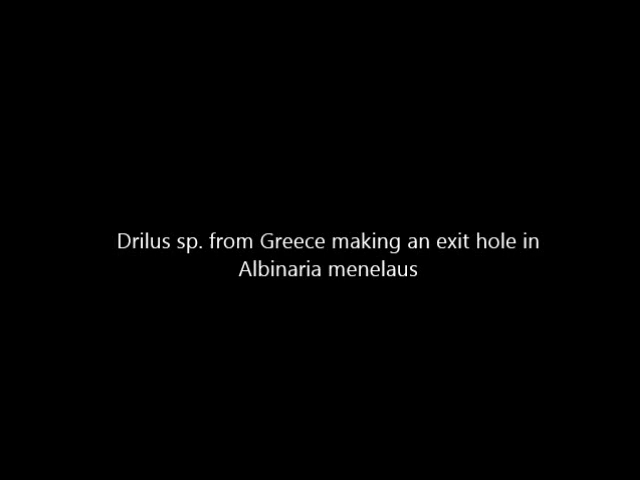 Drilus sp. from Greece making an exit hole in
Albinaria menelaus